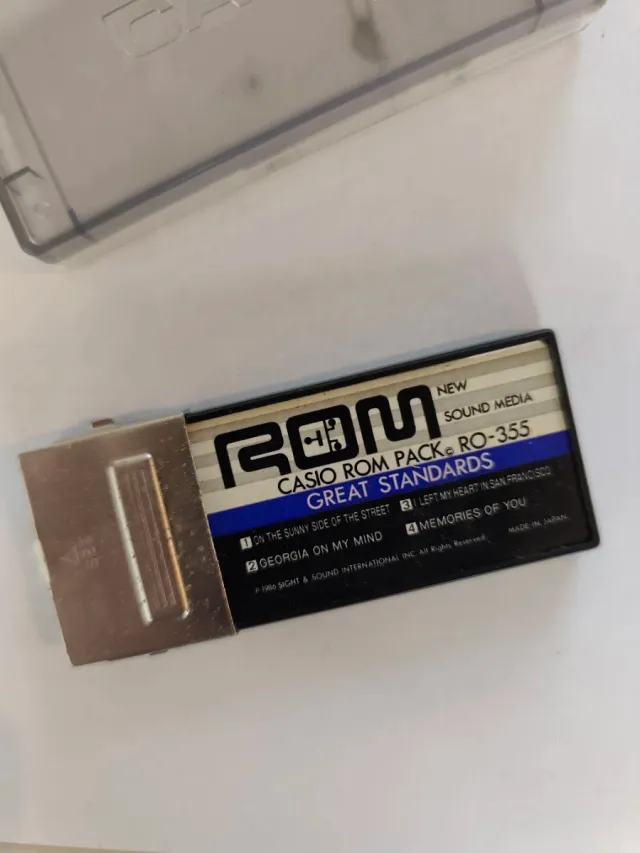 CA
ROM
NEW
SOUND MEDIA
CASIO ROM PACK © RO-355
GREAT STANDARDS
1 ON THE SUNNY SIDE OF THE STREET
2 GEORGIA ON MY MIND
3 I LEFT MY HEART IN SAN FRANCISCO
4 MEMORIES OF YOU
MADE IN JAPAN
P 1986 SIGHT & SOUND INTERNATIONAL INC. All Rights Reserved.